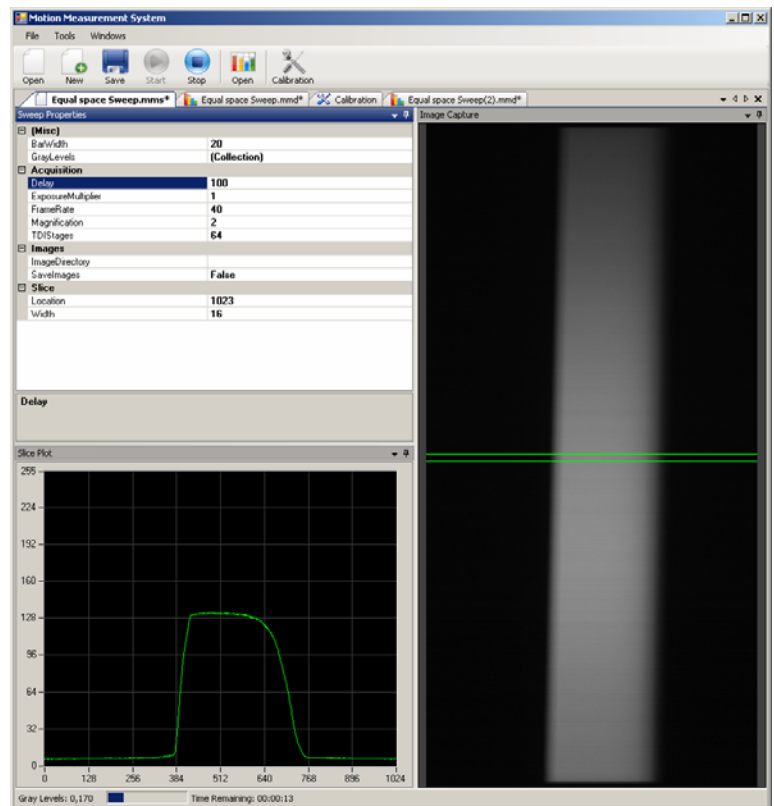 Motion Measurement System
File Tools Windows
Open New Save Start Stop Open Calibration
Equal space Sweep.mms* Equal space Sweep.mmd* Calibration Equal space Sweep(2).mmd*
Sweep Properties
Image Capture
(Misc)
BarWidth 20
GrayLevels (Collection)
Acquisition
Delay 100
ExposureMultiplier 1
FrameRate 40
Magnification 2
TDIStages 64
Images
ImageDirectory
SaveImages False
Slice
Location 1023
Width 16
Delay
Slice Plot
255
224
192
160
128
96
64
32
0
0 128 256 384 512 640 768 896 1024
Gray Levels: 0,170 Time Remaining: 00:00:13